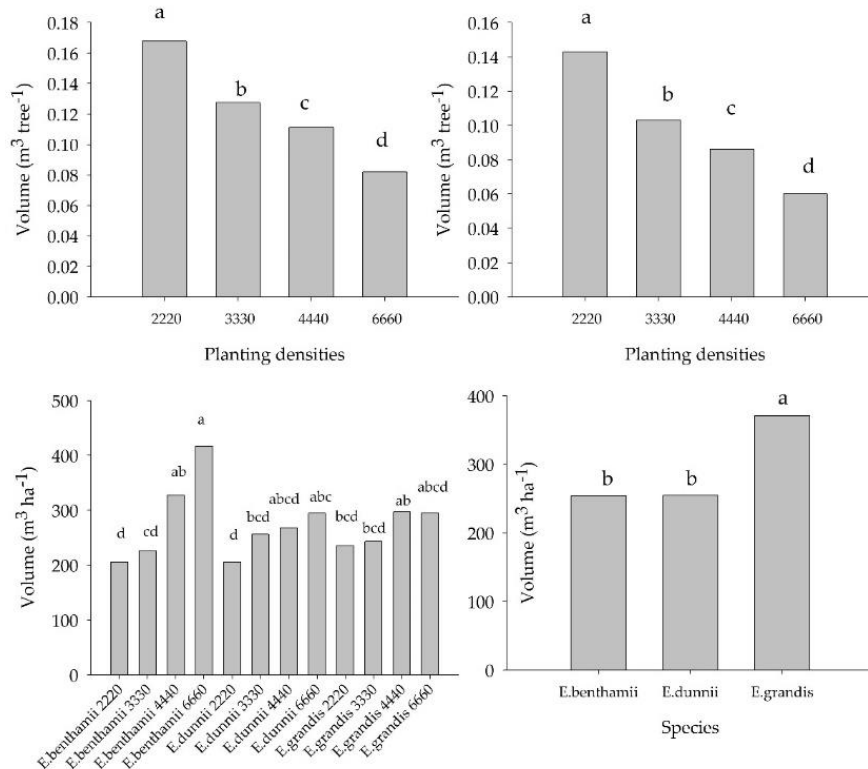 a
0.18
0.16
0.14
0.12
0.10
0.08
0.06
0.04
0.02
0.00
Volume (m³ tree⁻¹)
b
c
d
2220 3330 4440 6660
Planting densities
a
0.18
0.16
0.14
0.12
0.10
0.08
0.06
0.04
0.02
0.00
Volume (m³ tree⁻¹)
b
c
d
2220 3330 4440 6660
Planting densities
500
400
300
200
100
0
Volume (m³ ha⁻¹)
d cd ab a d bcd abcd abc bcd bcd ab abcd
E.benthamii 2220
E.benthamii 3330
E.benthamii 4440
E.benthamii 6660
E.dunnii 2220
E.dunnii 3330
E.dunnii 4440
E.dunnii 6660
E.grandis 2220
E.grandis 3330
E.grandis 4440
E.grandis 6660
400
300
200
100
0
Volume (m³ ha⁻¹)
b b a
E.benthamii E.dunnii E.grandis
Species